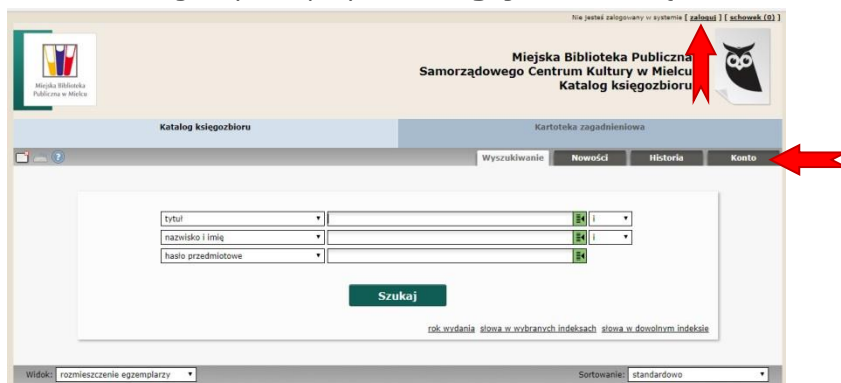 Nie jesteś zalogowany w systemie [ zaloguj ] [ schowek (0) ]
Miejska Biblioteka
Publiczna w Mielcu
Miejska Biblioteka Publiczna
Samorządowego Centrum Kultury w Mielcu
Katalog księgozbioru
Katalog księgozbioru
Kartoteka zagadnieniowa
Wyszukiwanie Nowości Historia Konto
tytuł i
nazwisko i imię i
hasło przedmiotowe
Szukaj
rok wydania słowa w wybranych indeksach słowa w dowolnym indeksie
Widok: rozmieszczenie egzemplarzy
Sortowanie: standardowo